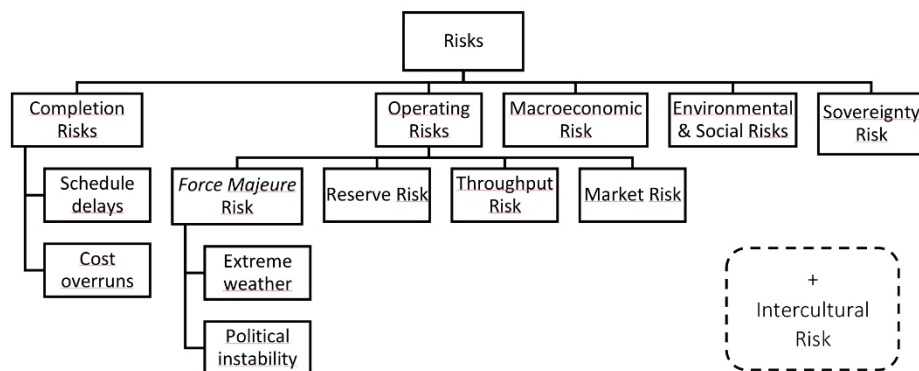 Risks
Completion
Risks
Operating
Risks
Macroeconomic
Risk
Environmental
& Social Risks
Sovereignty
Risk
Schedule
delays
Force Majeure
Risk
Reserve Risk
Throughput
Risk
Market Risk
Cost
overruns
Extreme
weather
Political
instability
+
Intercultural
Risk